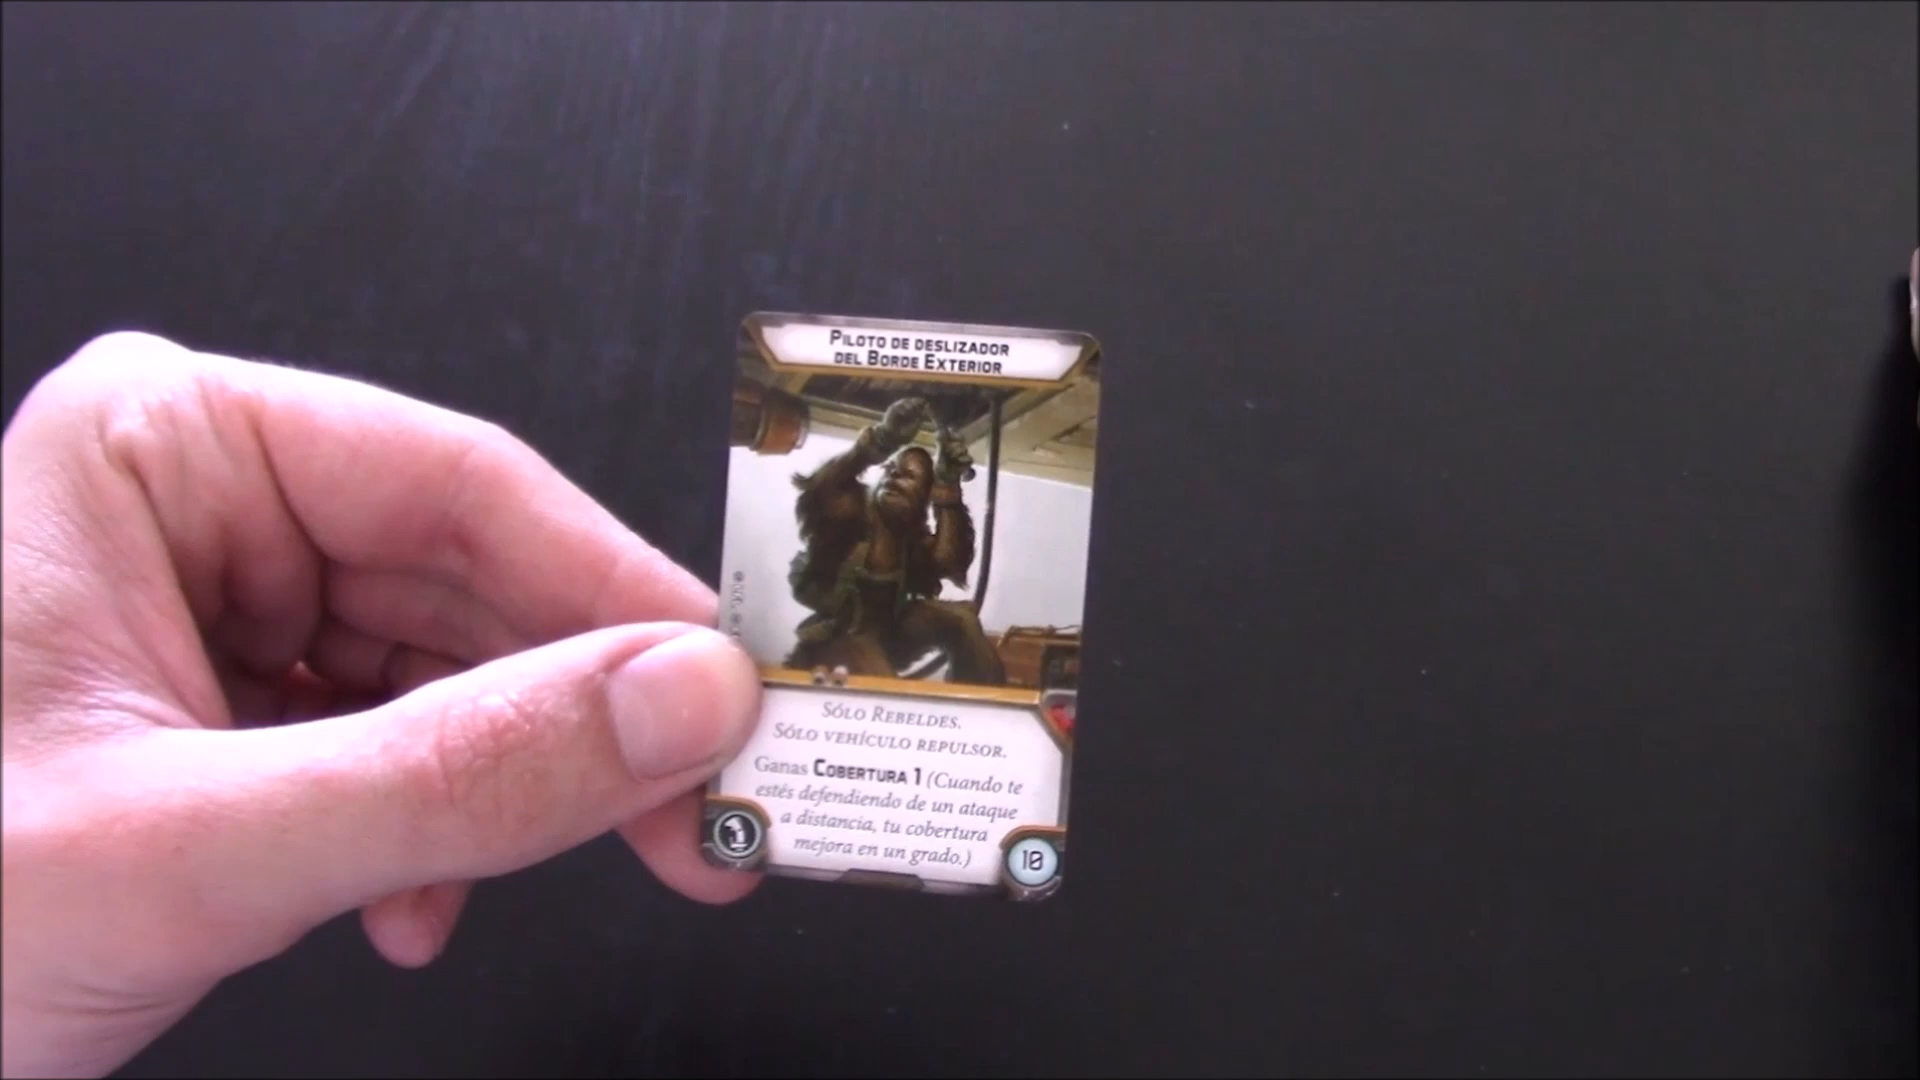 Piloto de deslizador
del Borde Exterior
Sólo Rebeldes.
Sólo vehículo repulsor.
Ganas Cobertura 1 (Cuando te
estés defendiendo de un ataque
a distancia, tu cobertura
mejora en un grado.)
10